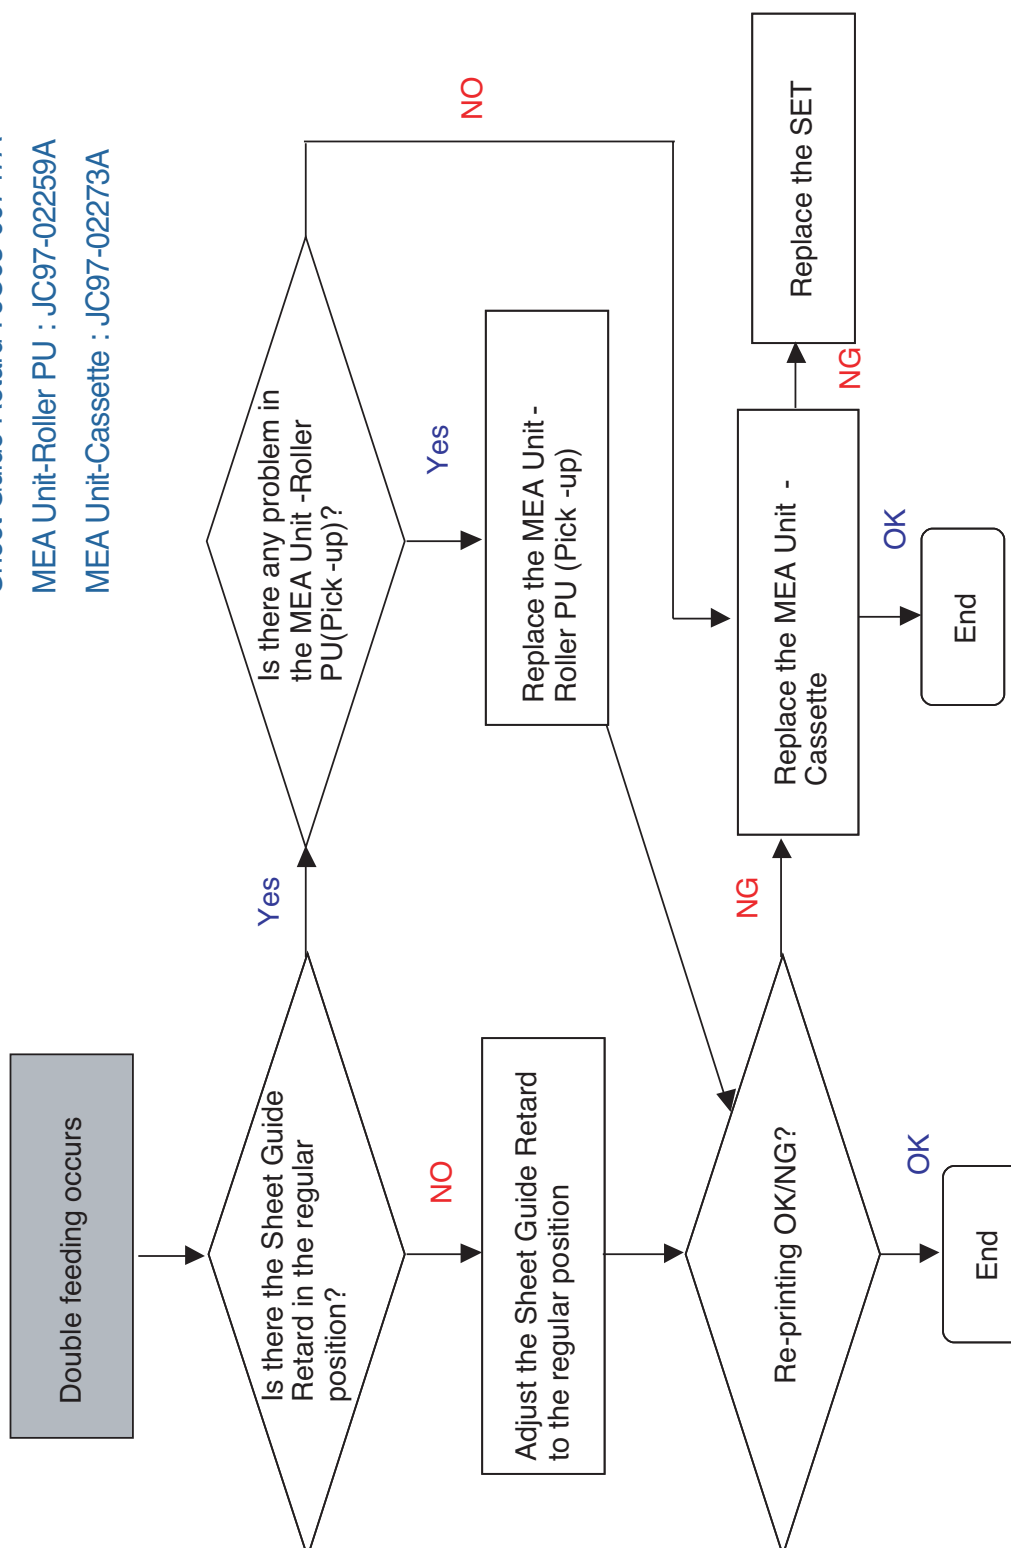 MEA Unit-Roller PU : JC97-02259A
MEA Unit-Cassette : JC97-02273A
Double feeding occurs
Is there the Sheet Guide
Retard in the regular
position?
Yes
NO
Is there any problem in
the MEA Unit -Roller
PU(Pick -up)?
NO
Yes
Adjust the Sheet Guide Retard
to the regular position
Replace the MEA Unit -
Roller PU (Pick -up)
Re-printing OK/NG?
NG
OK
Replace the MEA Unit -
Cassette
NG
OK
Replace the SET
End
End